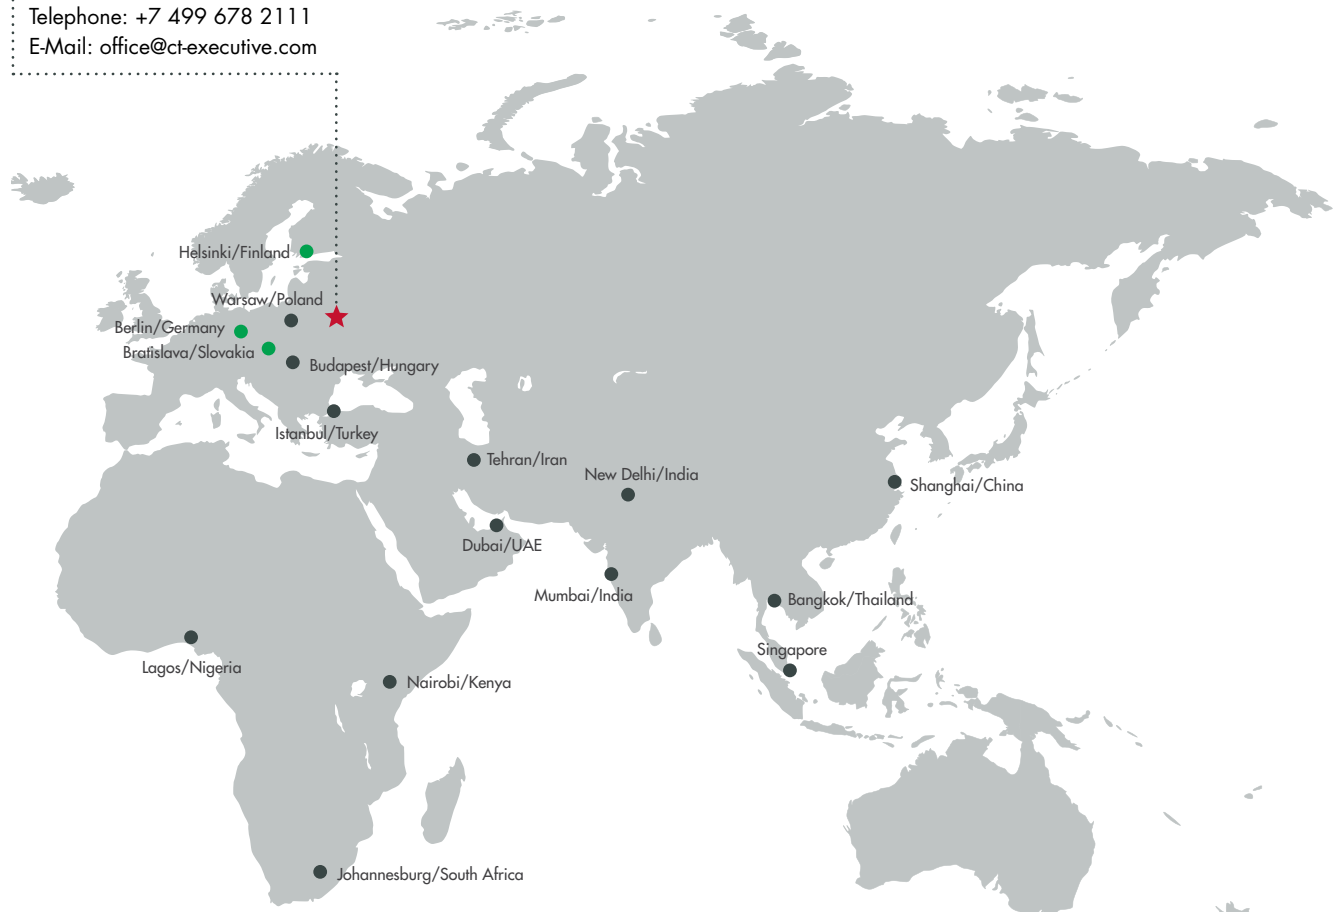 Telephone: +7 499 678 2111
E-Mail: office@ct-executive.com
Helsinki/Finland
Warsaw/Poland
Berlin/Germany
Bratislava/Slovakia
Budapest/Hungary
Istanbul/Turkey
Tehran/Iran
New Delhi/India
Shanghai/China
Dubai/UAE
Mumbai/India
Bangkok/Thailand
Singapore
Lagos/Nigeria
Nairobi/Kenya
Johannesburg/South Africa